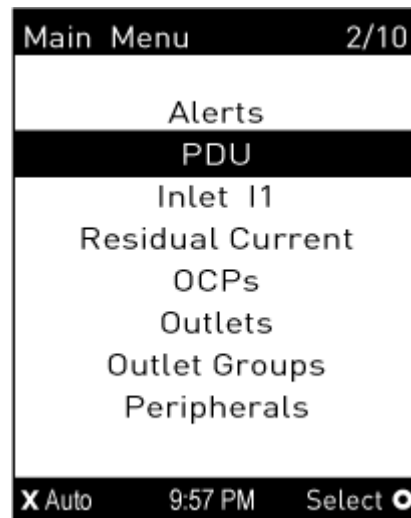 Main Menu 2/10
Alerts
PDU
Inlet I1
Residual Current
OCPs
Outlets
Outlet Groups
Peripherals
X Auto 9:57 PM Select